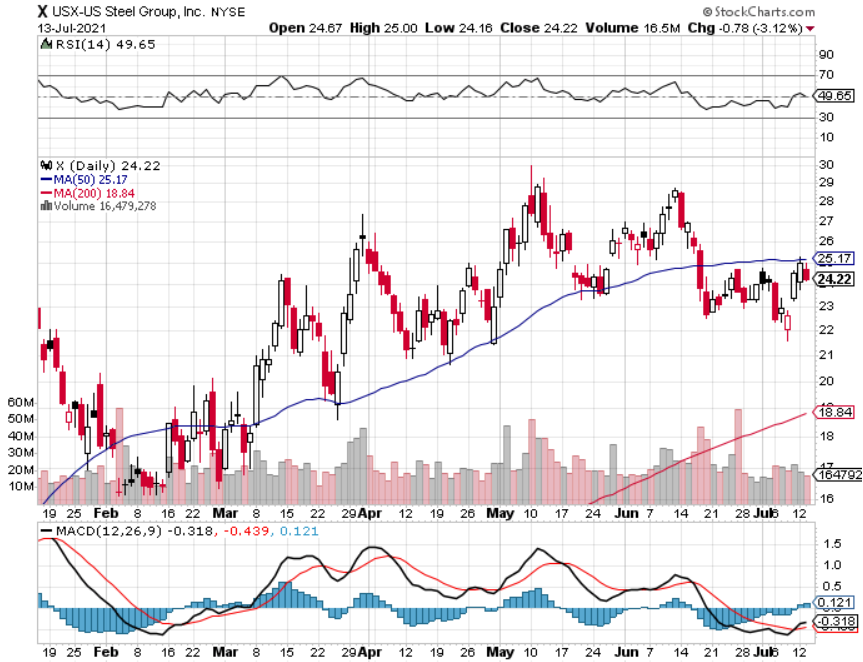 X USX-US Steel Group, Inc. NYSE © StockCharts.com
13-Jul-2021 Open 24.67 High 25.00 Low 24.16 Close 24.22 Volume 16.5M Chg -0.78 (-3.12%)
RSI(14) 49.65
90
70
49.65
30
10
X (Daily) 24.22
MA(50) 25.17
MA(200) 18.84
Volume 16,479,278
30
29
28
27
26
25.17
24.22
23
22
21
20
60M
18.84
50M
40M
18
30M
20M
17
164792
10M
16
19 25 Feb 8 16 22 Mar 8 15 22 29 Apr 12 19 26 May 10 17 24 Jun 14 21 28 Jul 6 12
MACD(12,26,9) -0.318, -0.439, 0.121
1.5
1.0
0.5
0.121
-0.318
19 25 Feb 8 16 22 Mar 8 15 22 29 Apr 12 19 26 May 10 17 24 Jun 14 21 28 Jul 6 12